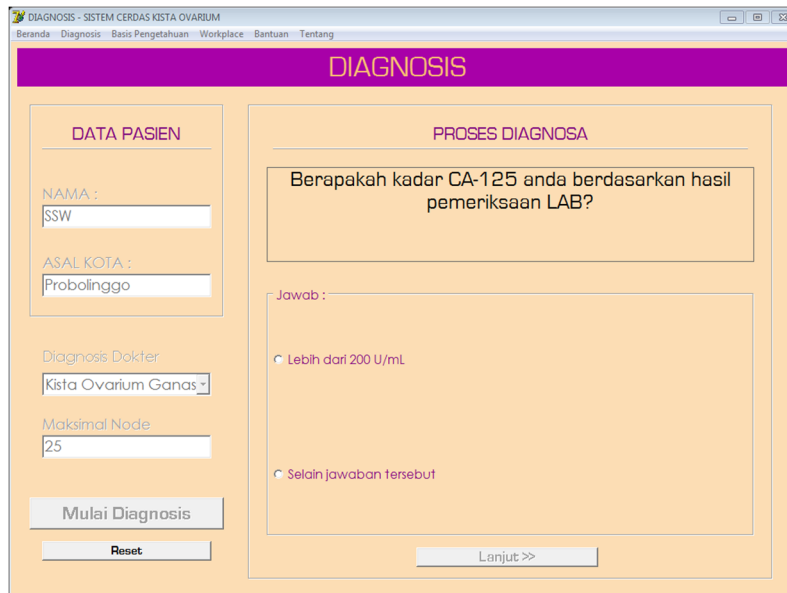 DIAGNOSIS - SISTEM CERDAS KISTA OVARIUM
Beranda Diagnosis Basis Pengetahuan Workplace Bantuan Tentang
DIAGNOSIS
DATA PASIEN
NAMA :
SSW
ASAL KOTA :
Probolinggo
Diagnosis Dokter
Kista Ovarium Ganas
Maksimal Node
25
Mulai Diagnosis
Reset
PROSES DIAGNOSA
Berapakah kadar CA-125 anda berdasarkan hasil
pemeriksaan LAB?
Jawab :
Lebih dari 200 U/mL
Selain jawaban tersebut
Lanjut >>